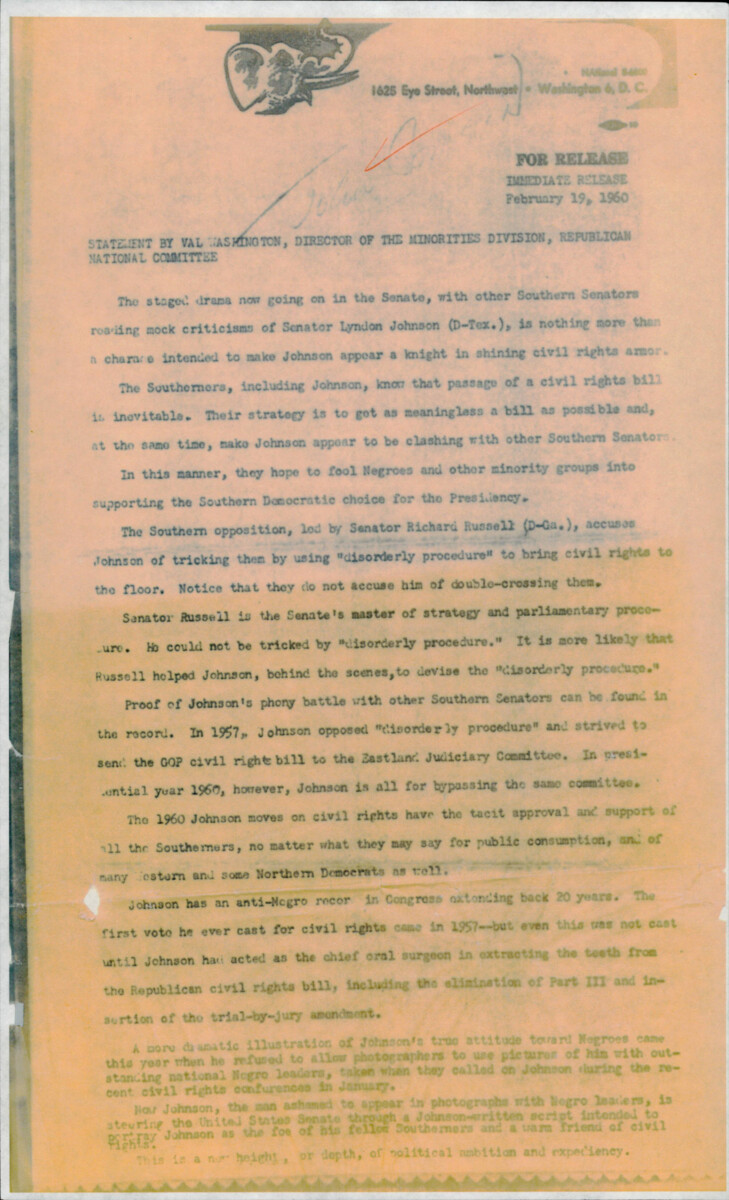 NAtional 8-6800
1625 Eye Street, Northwest • Washington 6, D. C.
FOR RELEASE
IMMEDIATE RELEASE
February 19, 1960
STATEMENT BY VAL WASHINGTON, DIRECTOR OF THE MINORITIES DIVISION, REPUBLICAN
NATIONAL COMMITTEE
The staged drama now going on in the Senate, with other Southern Senators
reading mock criticisms of Senator Lyndon Johnson (D-Tex.), is nothing more than
a charade intended to make Johnson appear a knight in shining civil rights armor.
The Southerners, including Johnson, know that passage of a civil rights bill
is inevitable. Their strategy is to get as meaningless a bill as possible and,
at the same time, make Johnson appear to be clashing with other Southern Senators.
In this manner, they hope to fool Negroes and other minority groups into
supporting the Southern Democratic choice for the Presidency.
The Southern opposition, led by Senator Richard Russell (D-Ga.), accuses
Johnson of tricking them by using "disorderly procedure" to bring civil rights to
the floor. Notice that they do not accuse him of double-crossing them.
Senator Russell is the Senate's master of strategy and parliamentary proce-
dure. He could not be tricked by "disorderly procedure." It is more likely that
Russell helped Johnson, behind the scenes, to devise the "disorderly procedure."
Proof of Johnson's phony battle with other Southern Senators can be found in
the record. In 1957, Johnson opposed "disorderly procedure" and strived to
send the GOP civil rights bill to the Eastland Judiciary Committee. In presi-
dential year 1960, however, Johnson is all for bypassing the same committee.
The 1960 Johnson moves on civil rights have the tacit approval and support of
all the Southerners, no matter what they may say for public consumption, and of
many Western and some Northern Democrats as well.
Johnson has an anti-Negro record in Congress extending back 20 years. The
first vote he ever cast for civil rights came in 1957--but even this was not cast
until Johnson had acted as the chief oral surgeon in extracting the teeth from
the Republican civil rights bill, including the elimination of Part III and in-
sertion of the trial-by-jury amendment.
A more dramatic illustration of Johnson's true attitude toward Negroes came
this year when he refused to allow photographers to use pictures of him with out-
standing national Negro leaders, taken when they called on Johnson during the re-
cent civil rights conferences in January.
Now Johnson, the man ashamed to appear in photographs with Negro leaders, is
steering the United States Senate through a Johnson-written script intended to
portray Johnson as the foe of his fellow Southerners and a warm friend of civil
rights.
This is a new height, or depth, of political ambition and expediency.